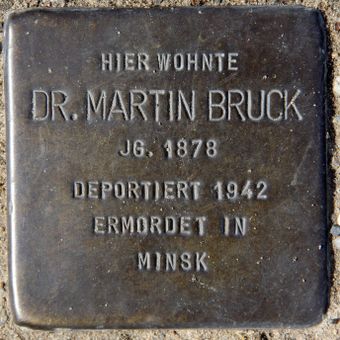 HIER WOHNTE
DR. MARTIN BRUCK
JG. 1878
DEPORTIERT 1942
ERMORDET IN
MINSK